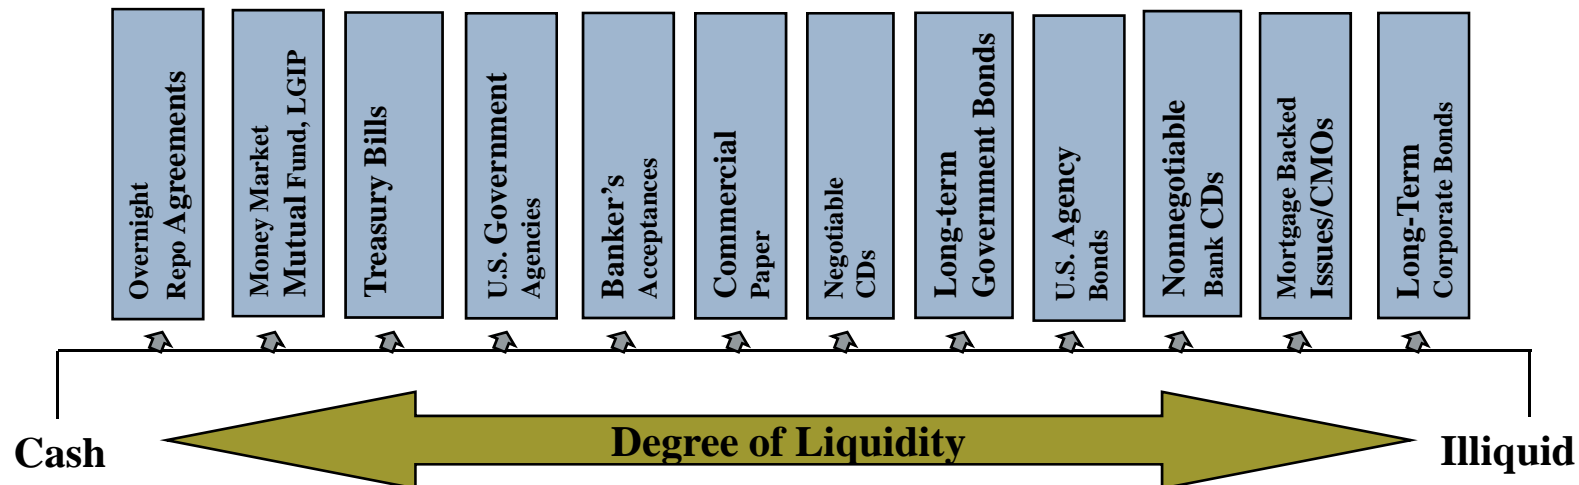 Overnight
Repo Agreements
Money Market
Mutual Fund, LGIP
Treasury Bills
U.S. Government
Agencies
Banker’s
Acceptances
Commercial
Paper
Negotiable
CDs
Long-term
Government Bonds
U.S. Agency
Bonds
Nonnegotiable
Bank CDs
Mortgage Backed
Issues/CMOs
Long-Term
Corporate Bonds
Cash
Degree of Liquidity
Illiquid